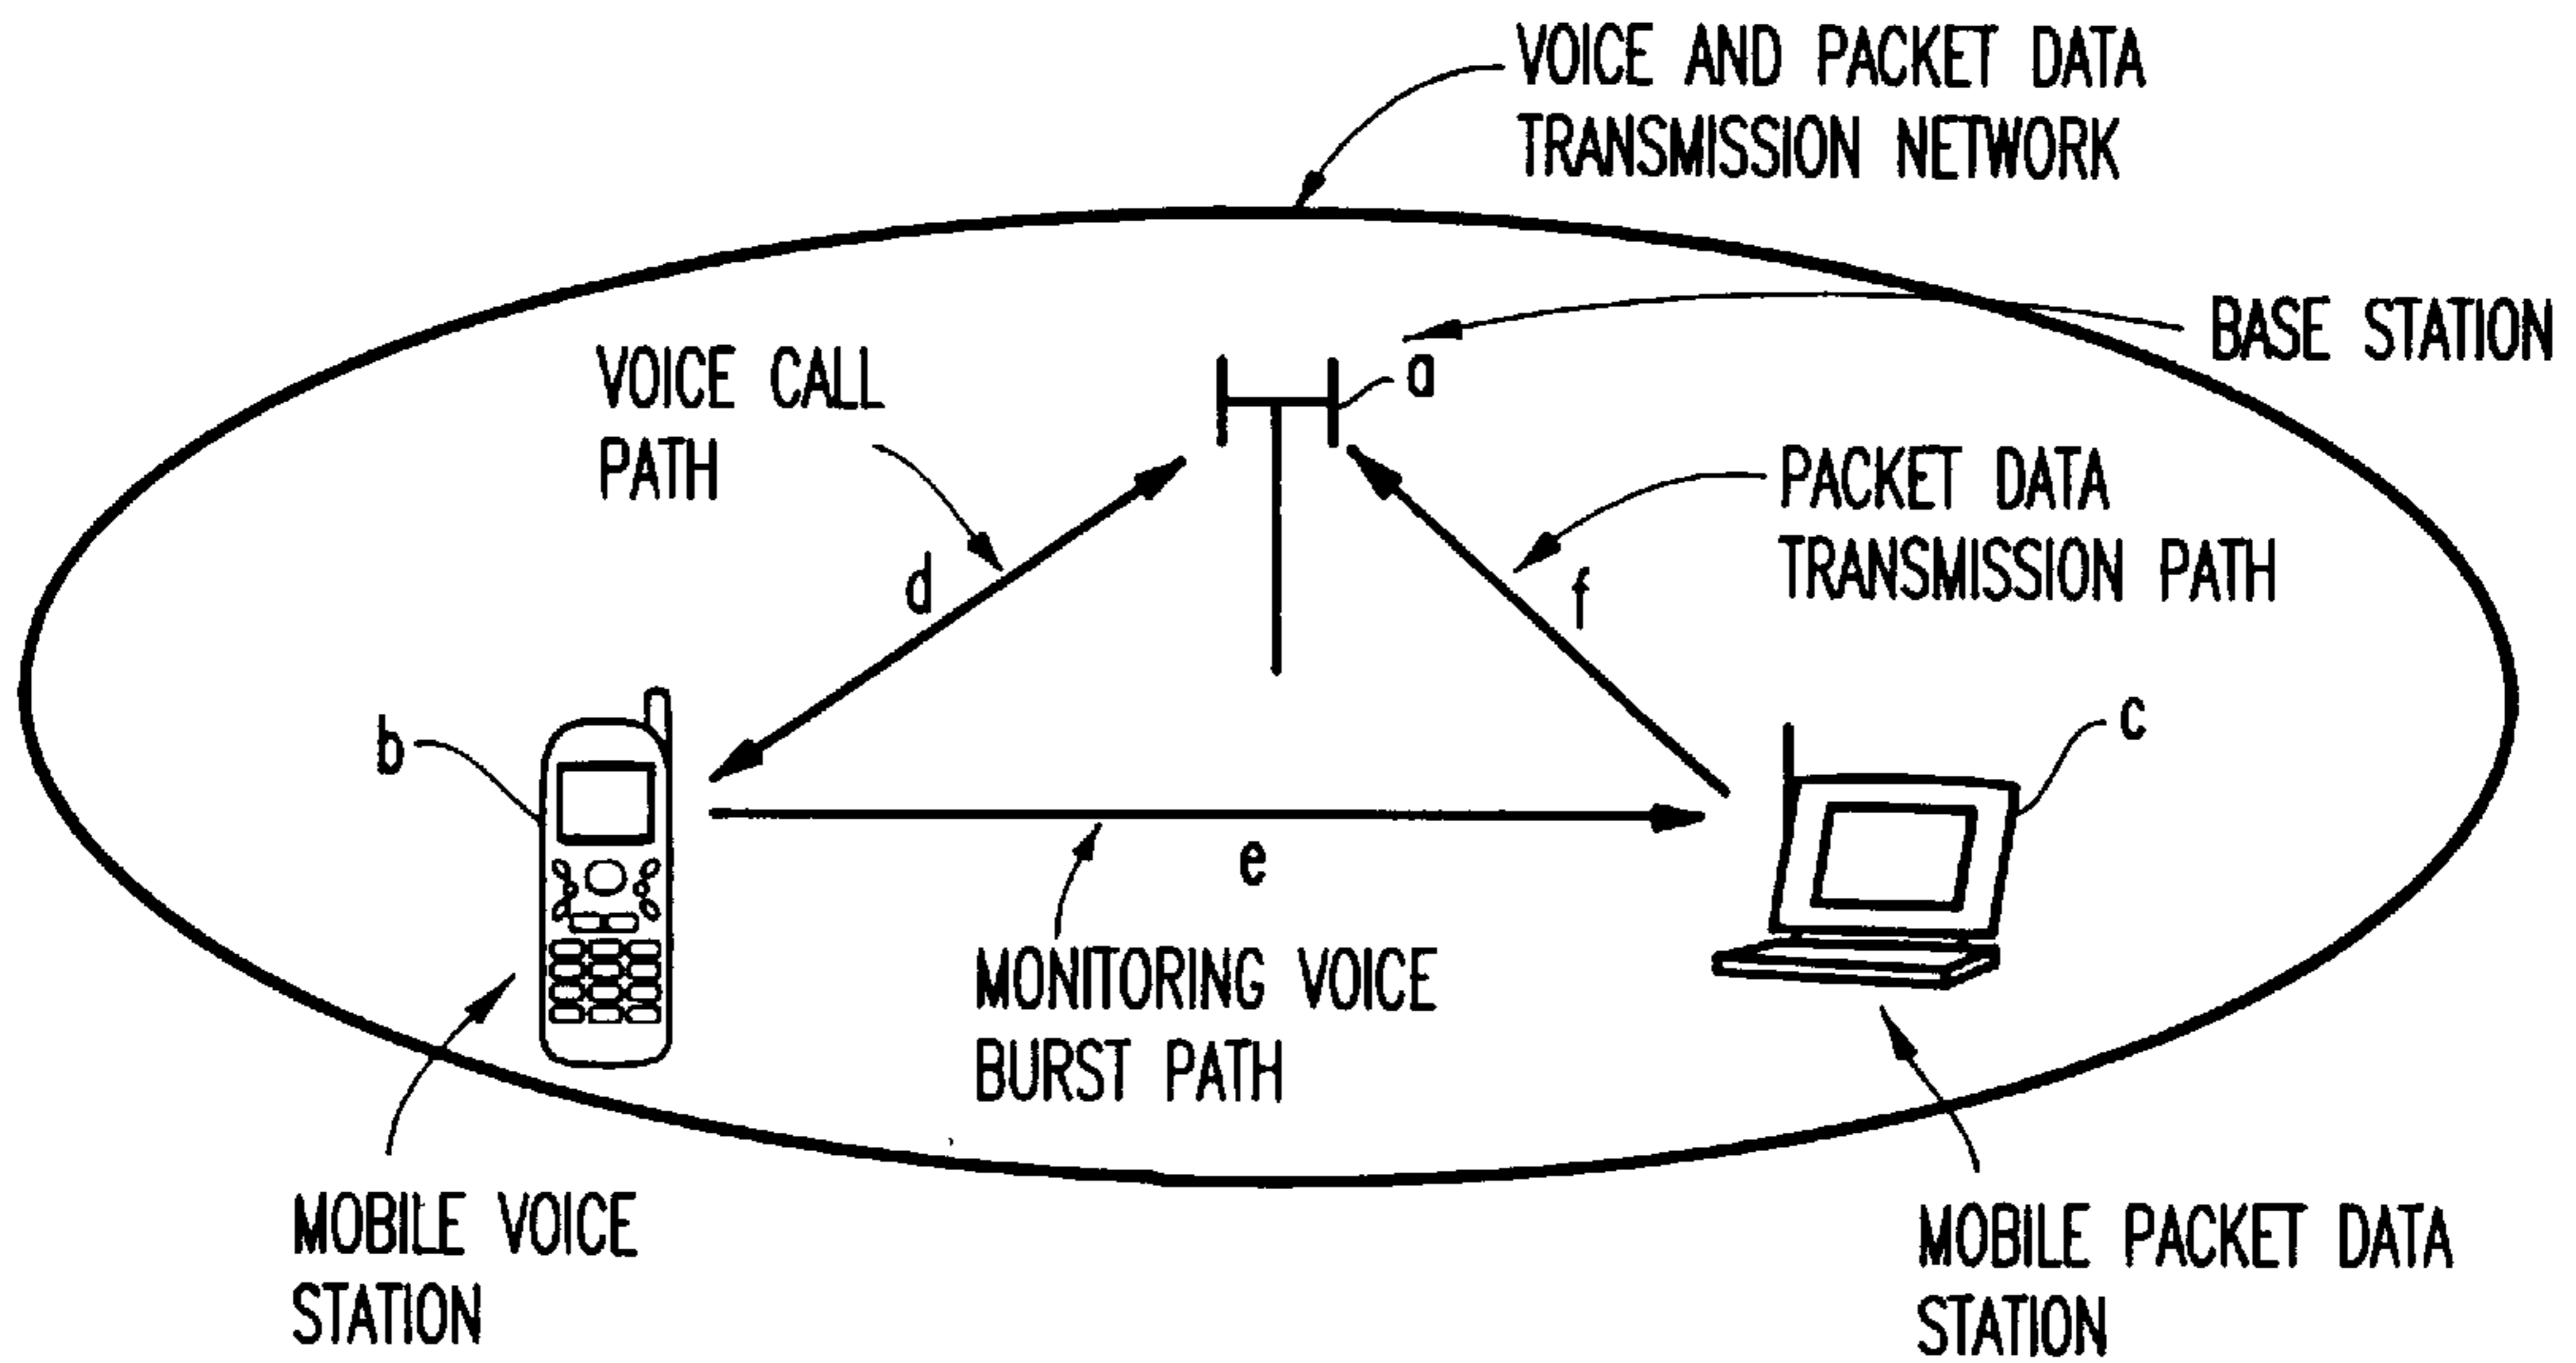 VOICE AND PACKET DATA
TRANSMISSION NETWORK
BASE STATION
VOICE CALL
PATH
a
PACKET DATA
TRANSMISSION PATH
d
f
b
c
e
MONITORING VOICE
BURST PATH
MOBILE VOICE
STATION
MOBILE PACKET DATA
STATION